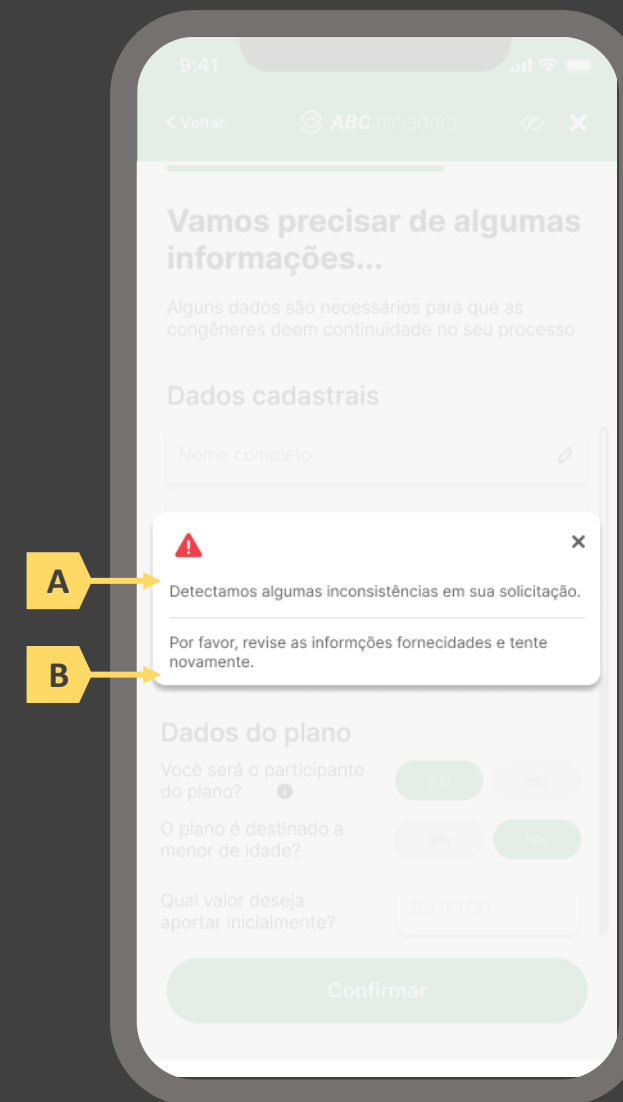 9:41
< Voltar
ABCiniciadora
Vamos precisar de algumas
informações...
Alguns dados são necessários para que as
congêneres deem continuidade no seu processo
Dados cadastrais
Nome completo
A
Detectamos algumas inconsistências em sua solicitação.
Por favor, revise as informções fornecidades e tente
novamente.
B
Dados do plano
Você será o participante
do plano?
Sim
Não
O plano é destinado a
menor de idade?
Sim
Não
Qual valor deseja
aportar inicialmente?
Confirmar